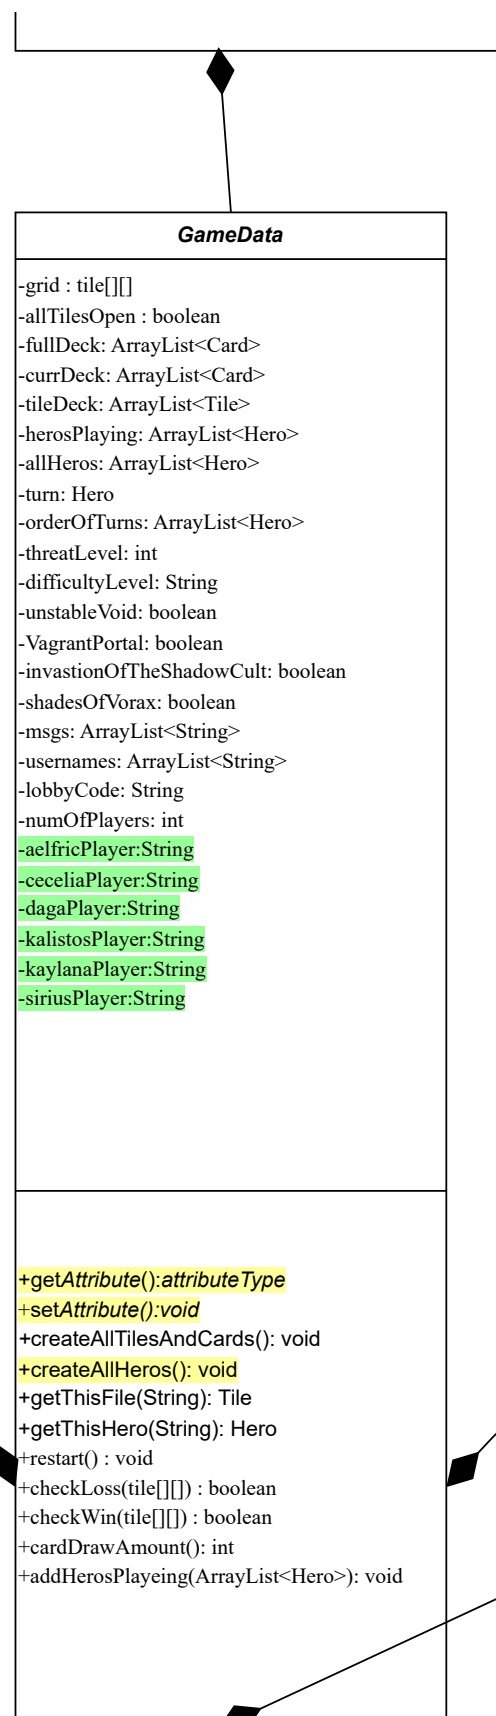 GameData
-grid : tile[][]
-allTilesOpen : boolean
-fullDeck: ArrayList<Card>
-currDeck: ArrayList<Card>
-tileDeck: ArrayList<Tile>
-herosPlaying: ArrayList<Hero>
-allHeros: ArrayList<Hero>
-turn: Hero
-orderOfTurns: ArrayList<Hero>
-threatLevel: int
-difficultyLevel: String
-unstableVoid: boolean
-VagrantPortal: boolean
-invastionOfTheShadowCult: boolean
-shadesOfVorax: boolean
-msgs: ArrayList<String>
-usernames: ArrayList<String>
-lobbyCode: String
-numOfPlayers: int
-aelfricPlayer:String
-ceceliaPlayer:String
-dagaPlayer:String
-kalistosPlayer:String
-kaylanaPlayer:String
-siriusPlayer:String
+getAttribute():attributeType
+setAttribute():void
+createAllTilesAndCards(): void
+createAllHeros(): void
+getThisFile(String): Tile
+getThisHero(String): Hero
+restart() : void
+checkLoss(tile[][]) : boolean
+checkWin(tile[][]) : boolean
+cardDrawAmount(): int
+addHerosPlayeing(ArrayList<Hero>): void